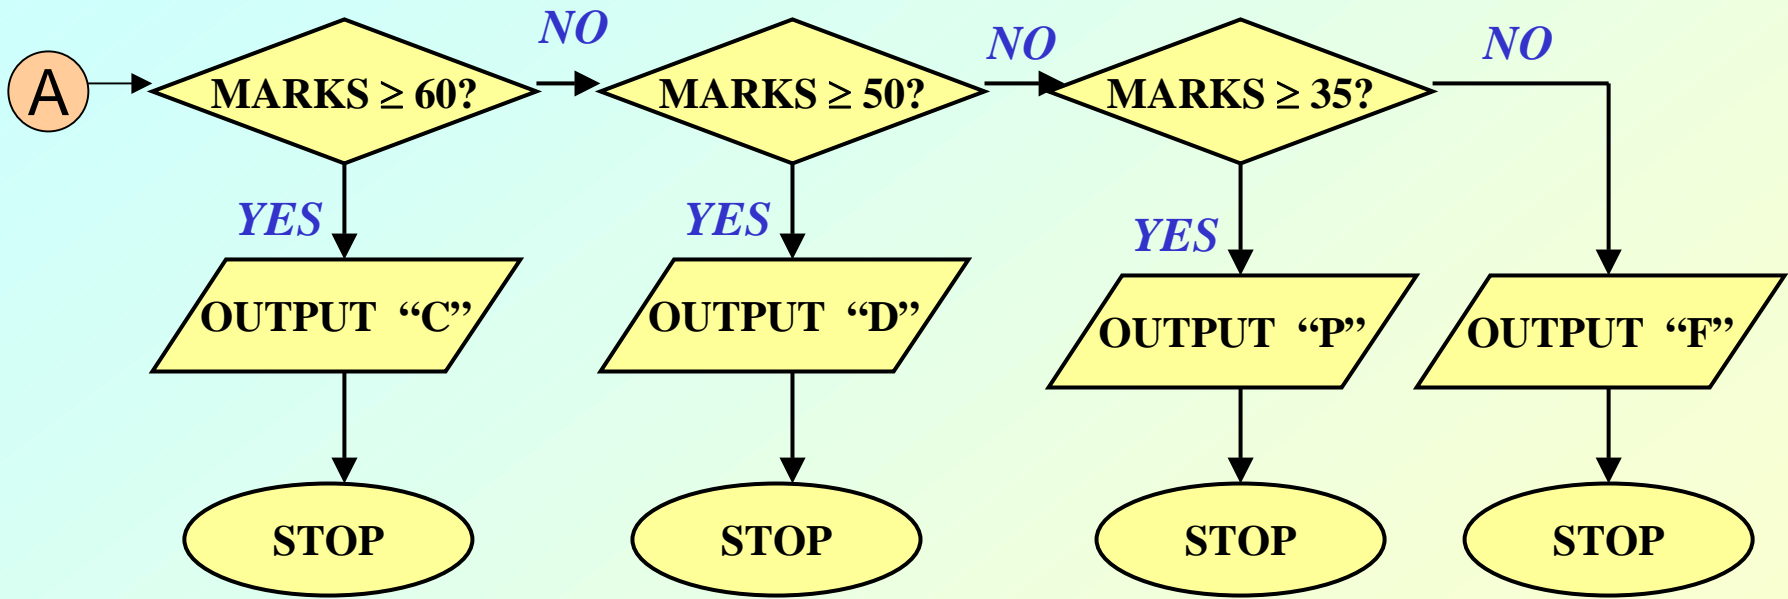 A
MARKS ≥ 60?
NO
MARKS ≥ 50?
NO
MARKS ≥ 35?
NO
YES
YES
YES
OUTPUT “C”
OUTPUT “D”
OUTPUT “P”
OUTPUT “F”
STOP
STOP
STOP
STOP